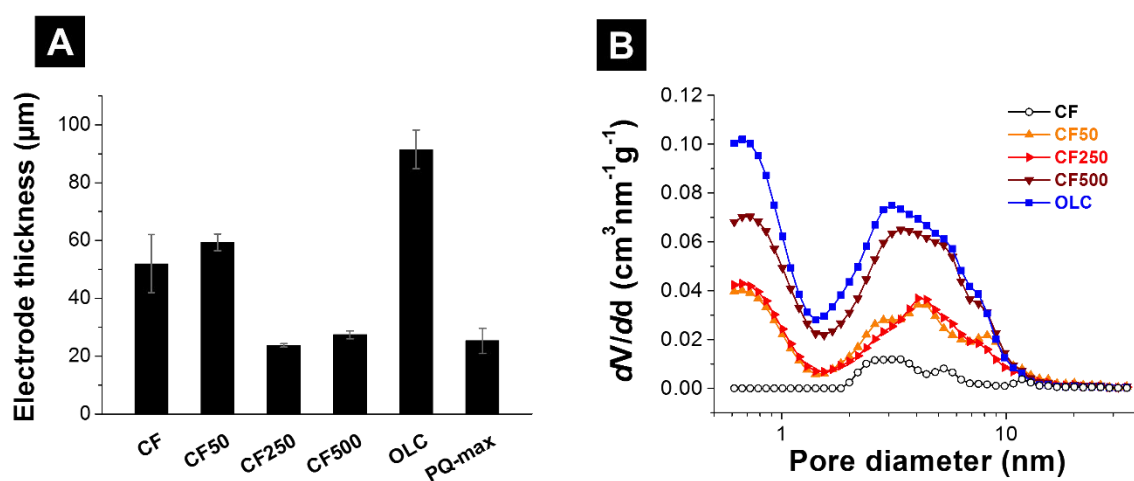 A
Electrode thickness (µm)
100
80
60
40
20
0
CF
CF50
CF250
CF500
OLC
PQ-max
B
dV/dd (cm³nm⁻¹g⁻¹)
0.12
0.10
0.08
0.06
0.04
0.02
0.00
CF
CF50
CF250
CF500
OLC
1
10
Pore diameter (nm)